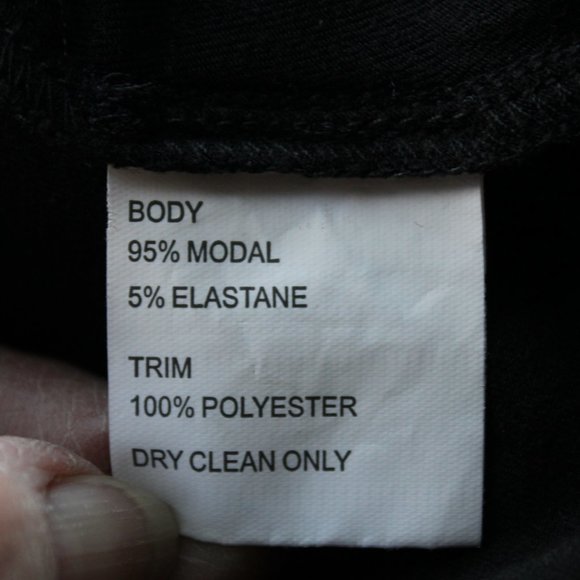 BODY
95% MODAL
5% ELASTANE
TRIM
100% POLYESTER
DRY CLEAN ONLY